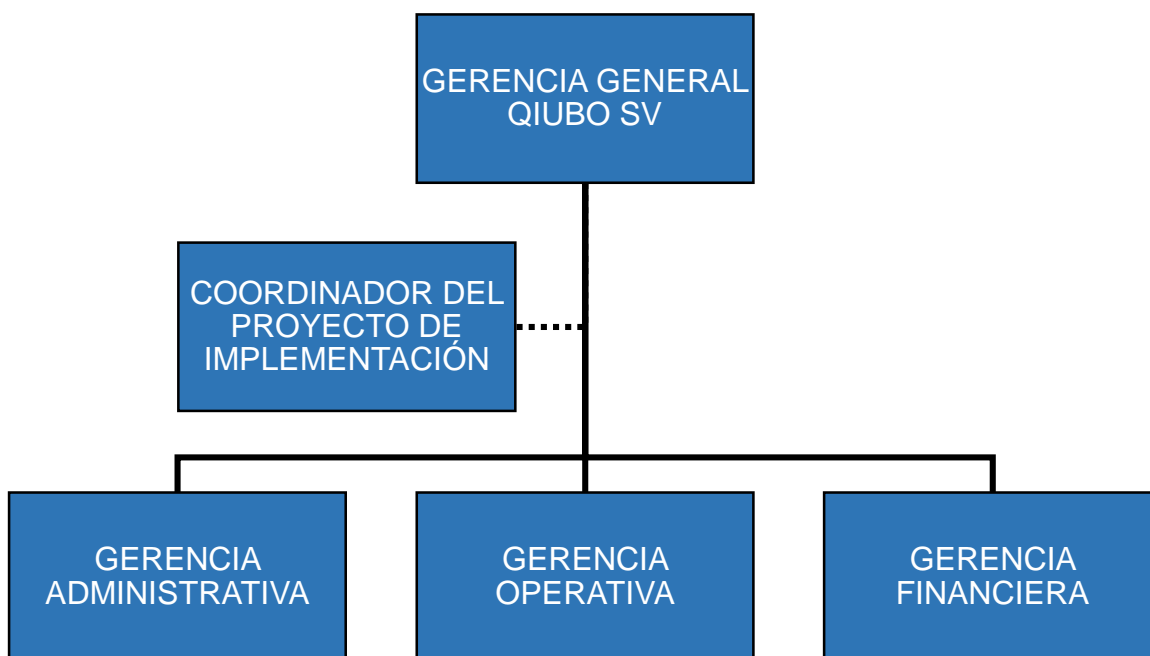 GERENCIA GENERAL
QIUBO SV
COORDINADOR DEL
PROYECTO DE
IMPLEMENTACIÓN
GERENCIA
ADMINISTRATIVA
GERENCIA
OPERATIVA
GERENCIA
FINANCIERA